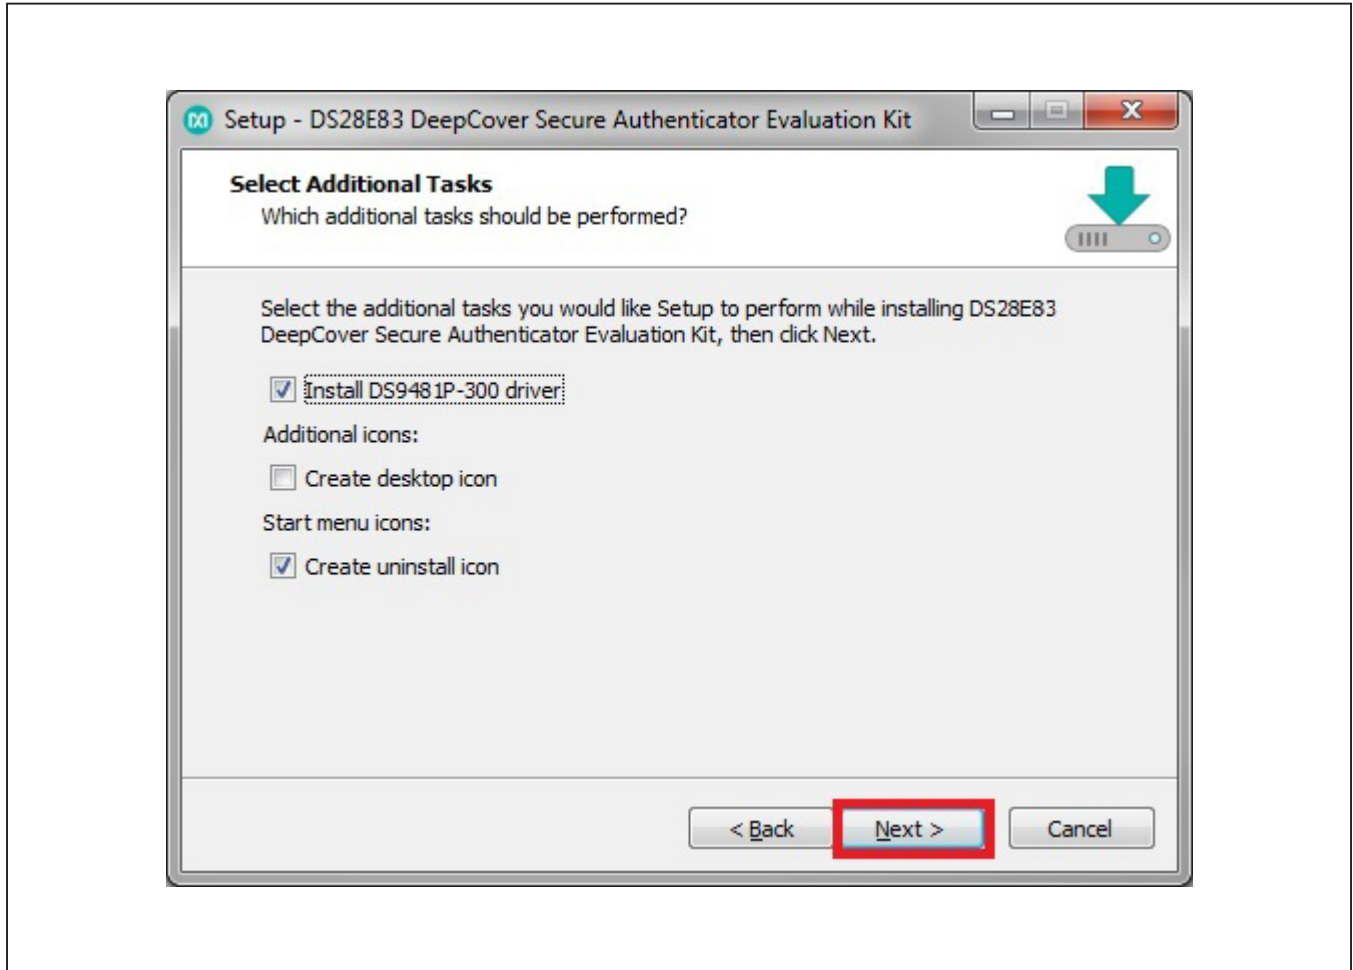 Setup - DS28E83 DeepCover Secure Authenticator Evaluation Kit
Select Additional Tasks
Which additional tasks should be performed?
Select the additional tasks you would like Setup to perform while installing DS28E83
DeepCover Secure Authenticator Evaluation Kit, then click Next.
Install DS9481P-300 driver
Additional icons:
Create desktop icon
Start menu icons:
Create uninstall icon
< Back
Next >
Cancel